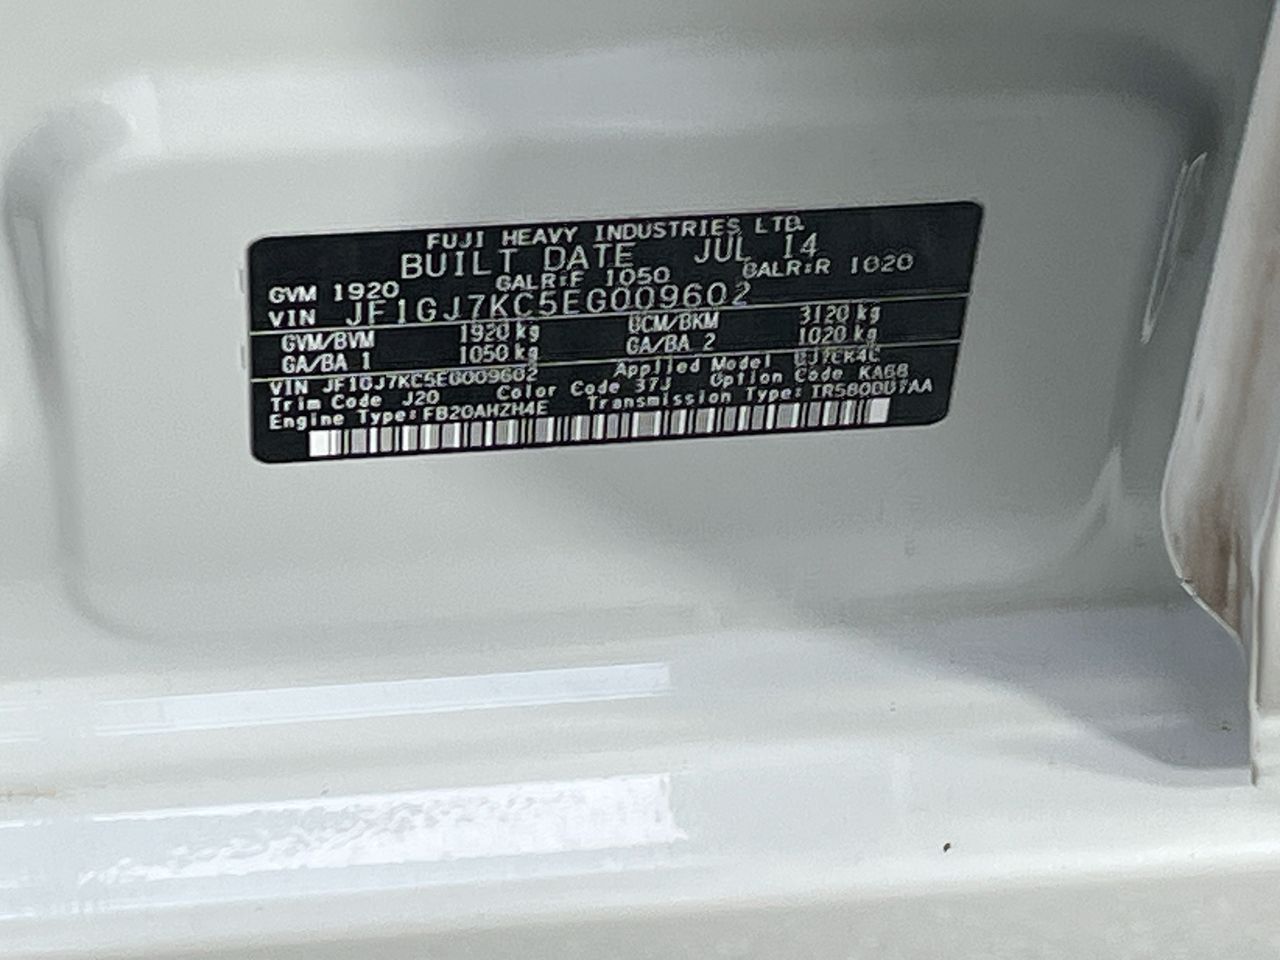 FUJI HEAVY INDUSTRIES LTD.
BUILT DATE JUL 14
GVM 1920 GALR:F 1050 GALR:R 1020
VIN JF1GJ7KC5EG009602
GVM/BVM 1920 kg GCM/BKM 3120 kg
GA/BA 1 1050 kg GA/BA 2 1020 kg
VIN JF1GJ7KC5EG009602 Applied Model
Trim Code J20 Color Code 37J Option Code KA68
Engine Type: FB20AHZH4E Transmission Type: